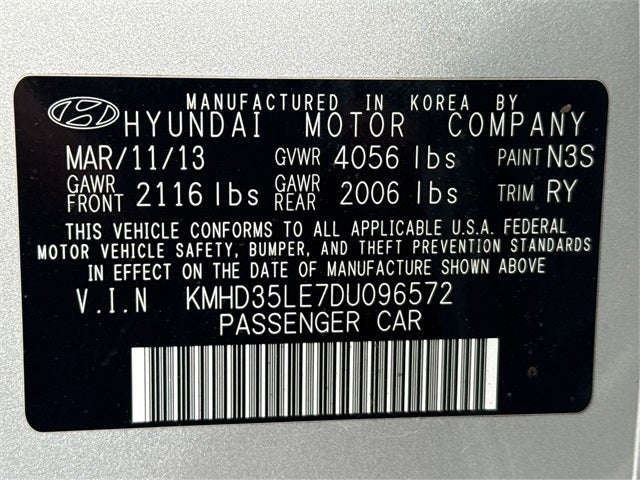 MANUFACTURED IN KOREA BY
HYUNDAI MOTOR COMPANY
MAR/11/13 GVWR 4056 lbs PAINT N3S
GAWR FRONT 2116 lbs GAWR REAR 2006 lbs TRIM RY
THIS VEHICLE CONFORMS TO ALL APPLICABLE U.S.A. FEDERAL
MOTOR VEHICLE SAFETY, BUMPER, AND THEFT PREVENTION STANDARDS
IN EFFECT ON THE DATE OF MANUFACTURE SHOWN ABOVE
V.I.N KMHD35LE7DU096572
PASSENGER CAR